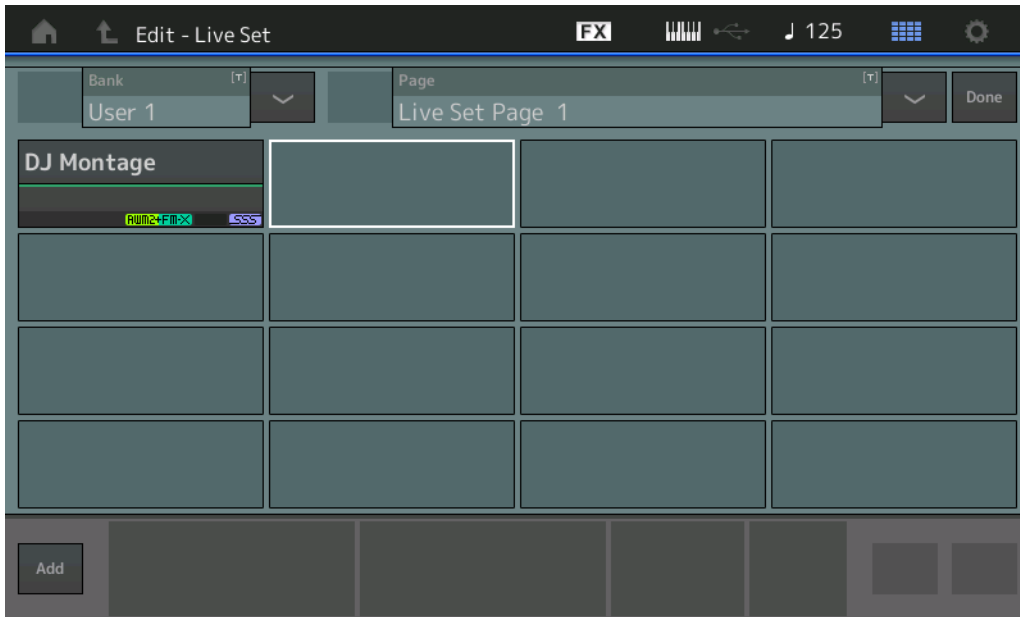 Edit - Live Set
FX
125
Bank
[T]
User 1
Page
[T]
Live Set Page 1
Done
DJ Montage
AWM2+FM-X
SSS
Add